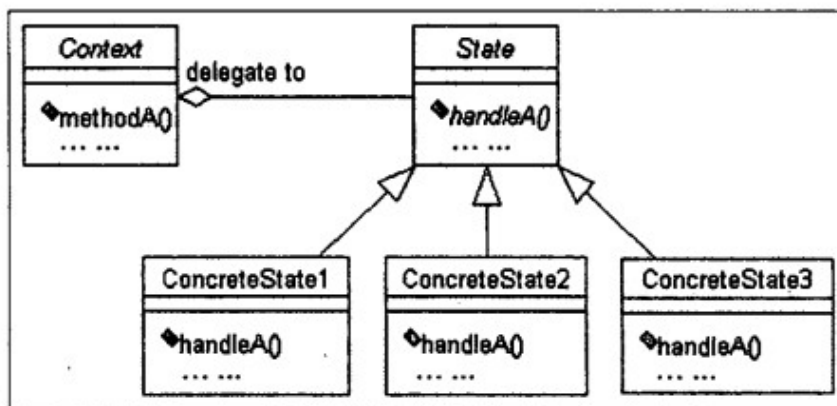 Context
State
delegate to
methodA()
... ...
handleA()
... ...
ConcreteState1
ConcreteState2
ConcreteState3
handleA()
... ...
handleA()
... ...
handleA()
... ...